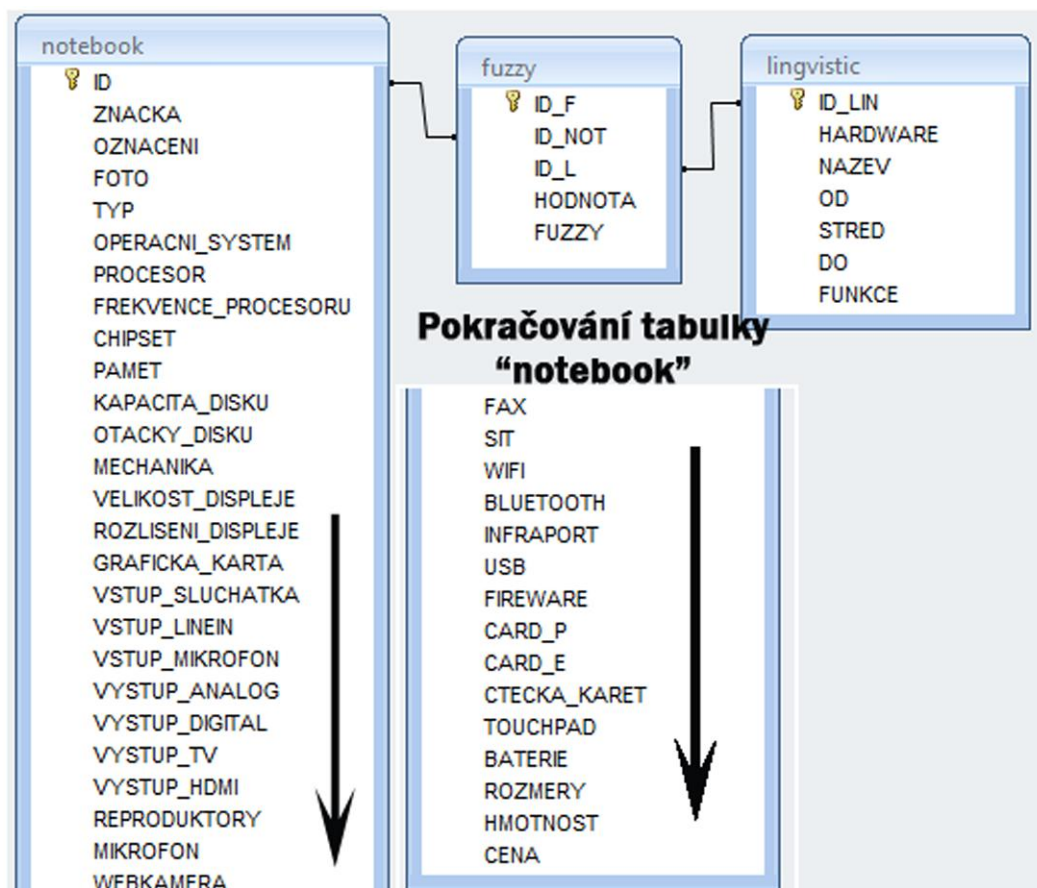 notebook
ID
ZNACKA
OZNACENI
FOTO
TYP
OPERACNI_SYSTEM
PROCESOR
FREKVENCE_PROCESORU
CHIPSET
PAMET
KAPACITA_DISKU
OTACKY_DISKU
MECHANIKA
VELIKOST_DISPLEJE
ROZLISENI_DISPLEJE
GRAFICKA_KARTA
VSTUP_SLUCHATKA
VSTUP_LINEIN
VSTUP_MIKROFON
VYSTUP_ANALOG
VYSTUP_DIGITAL
VYSTUP_TV
VYSTUP_HDMI
REPRODUKTORY
MIKROFON
WEBKAMERA
fuzzy
ID_F
ID_NOT
ID_L
HODNOTA
FUZZY
lingvistic
ID_LIN
HARDWARE
NAZEV
OD
STRED
DO
FUNKCE
Pokračování tabulky
“notebook”
FAX
SIT
WIFI
BLUETOOTH
INFRAPORT
USB
FIREWARE
CARD_P
CARD_E
CTECKA_KARET
TOUCHPAD
BATERIE
ROZMERY
HMOTNOST
CENA